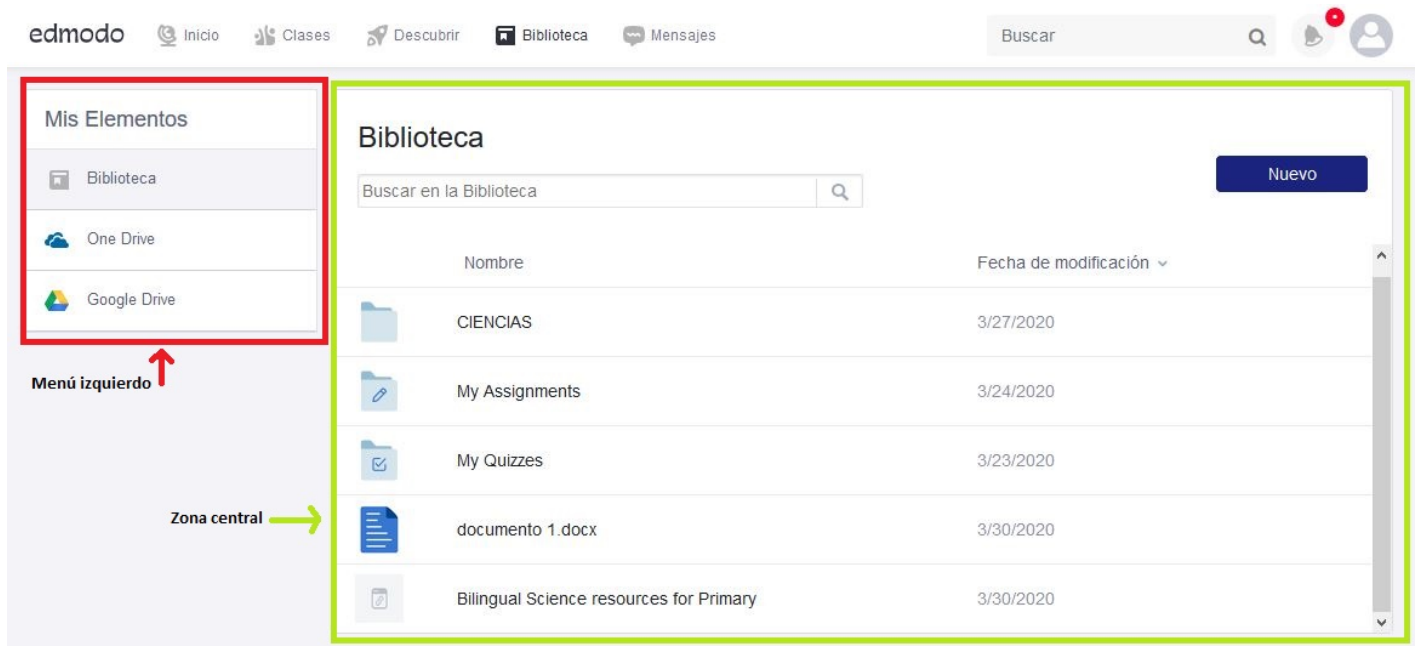 edmodo Inicio Clases Descubrir Biblioteca Mensajes Buscar
Mis Elementos
Biblioteca
One Drive
Google Drive
Menú izquierdo
Biblioteca
Buscar en la Biblioteca
Nuevo
Nombre Fecha de modificación
CIENCIAS 3/27/2020
My Assignments 3/24/2020
My Quizzes 3/23/2020
Zona central
documento 1.docx 3/30/2020
Bilingual Science resources for Primary 3/30/2020